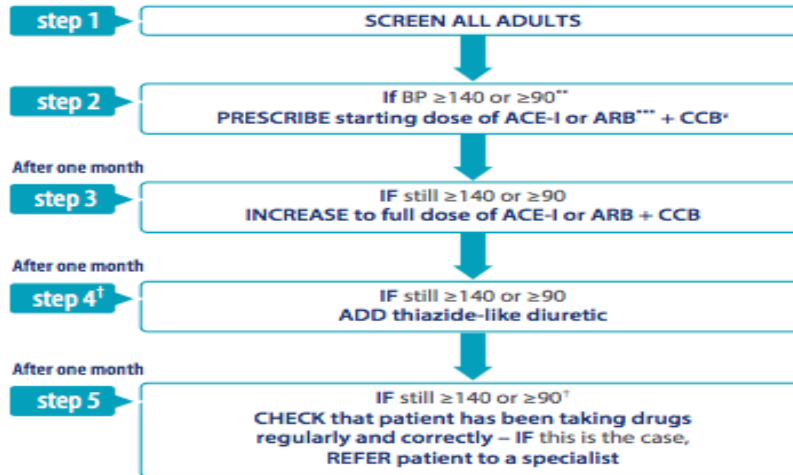 step 1
SCREEN ALL ADULTS
step 2
If BP ≥140 or ≥90**
PRESCRIBE starting dose of ACE-I or ARB*** + CCB*
After one month
step 3
IF still ≥140 or ≥90
INCREASE to full dose of ACE-I or ARB + CCB
After one month
step 4†
IF still ≥140 or ≥90
ADD thiazide-like diuretic
After one month
step 5
IF still ≥140 or ≥90†
CHECK that patient has been taking drugs
regularly and correctly – IF this is the case,
REFER patient to a specialist